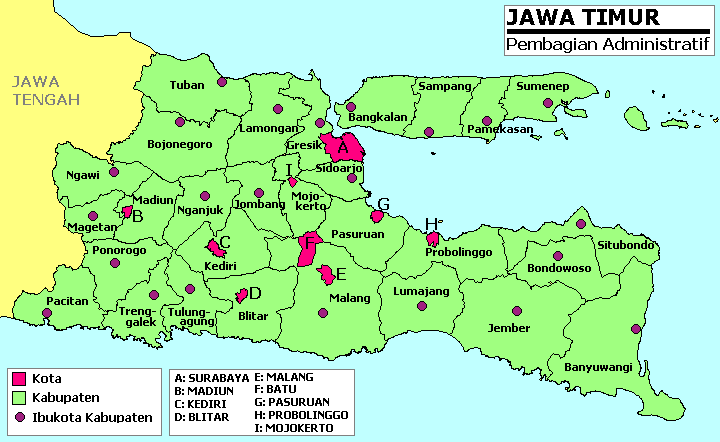 JAWA TIMUR
Pembagian Administratif
JAWA
TENGAH
Tuban
Bojonegoro
Lamongan
Gresik
Bangkalan
Sampang
Pamekasan
Sumenep
A
Sidoarjo
Ngawi
Madiun
B
Magetan
Nganjuk
Jombang
I
Mojo-
kerto
G
Pasuruan
H
Probolinggo
Situbondo
Bondowoso
Ponorogo
C
Kediri
F
E
Malang
D
Blitar
Pacitan
Treng-
galek
Tulung-
agung
Lumajang
Jember
Banyuwangi
Kota
Kabupaten
Ibukota Kabupaten
A: SURABAYA
B: MADIUN
C: KEDIRI
D: BLITAR
E: MALANG
F: BATU
G: PASURUAN
H: PROBOLINGGO
I: MOJOKERTO